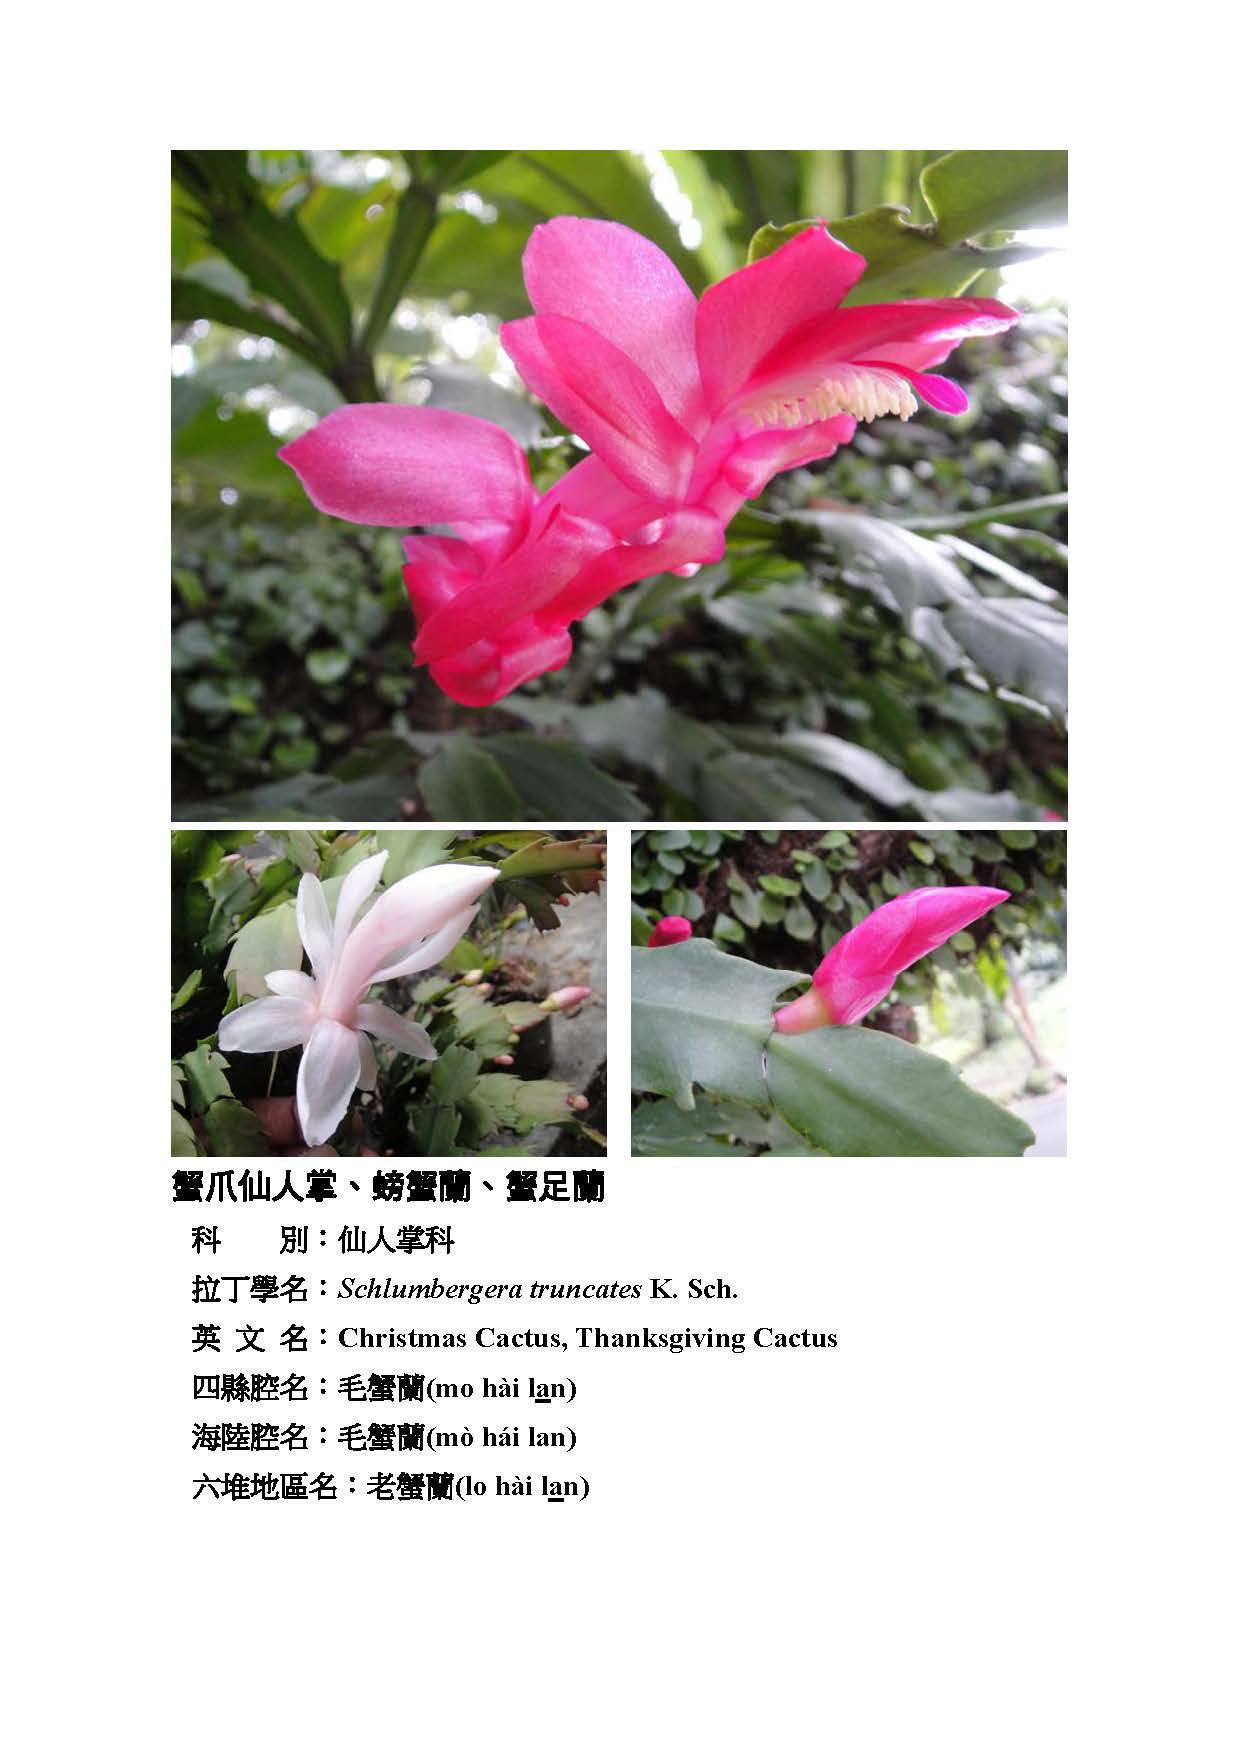 蟹爪仙人掌、螃蟹蘭、蟹足蘭
科　　別：仙人掌科
拉丁學名：Schlumbergera truncates K. Sch.
英 文 名：Christmas Cactus, Thanksgiving Cactus
四縣腔名：毛蟹蘭(mo hài la̲n)
海陸腔名：毛蟹蘭(mò hái lan)
六堆地區名：老蟹蘭(lo hài la̲n)